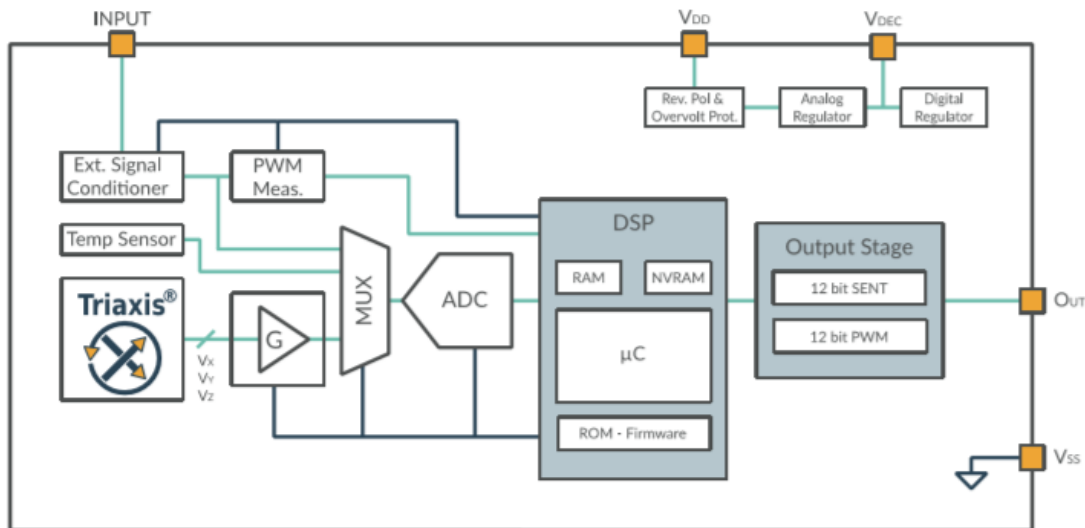 INPUT
VDD
VDEC
Rev. Pol &
Overvolt Prot.
Analog
Regulator
Digital
Regulator
Ext. Signal
Conditioner
PWM
Meas.
Temp Sensor
Triaxis®
VX
VY
VZ
G
MUX
ADC
DSP
RAM
NVRAM
µC
ROM - Firmware
Output Stage
12 bit SENT
12 bit PWM
OUT
VSS